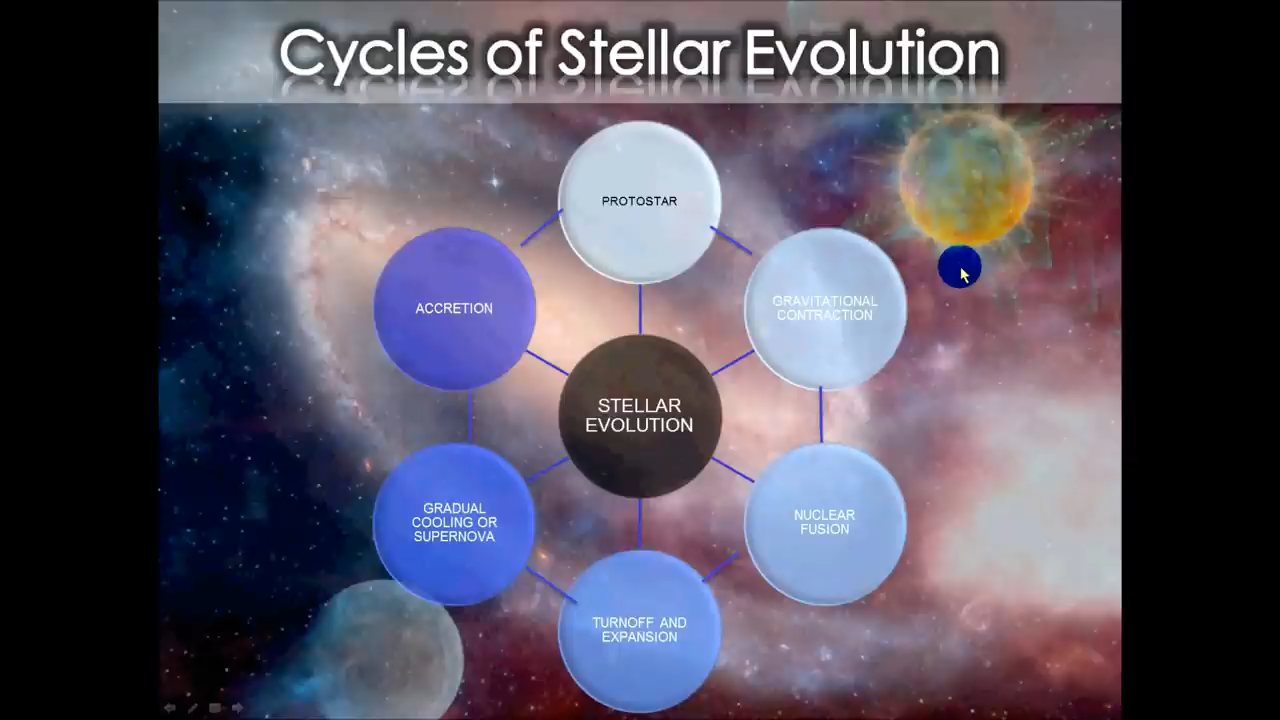 Cycles of Stellar Evolution
PROTOSTAR
GRAVITATIONAL
CONTRACTION
NUCLEAR
FUSION
TURNOFF AND
EXPANSION
GRADUAL
COOLING OR
SUPERNOVA
ACCRETION
STELLAR
EVOLUTION